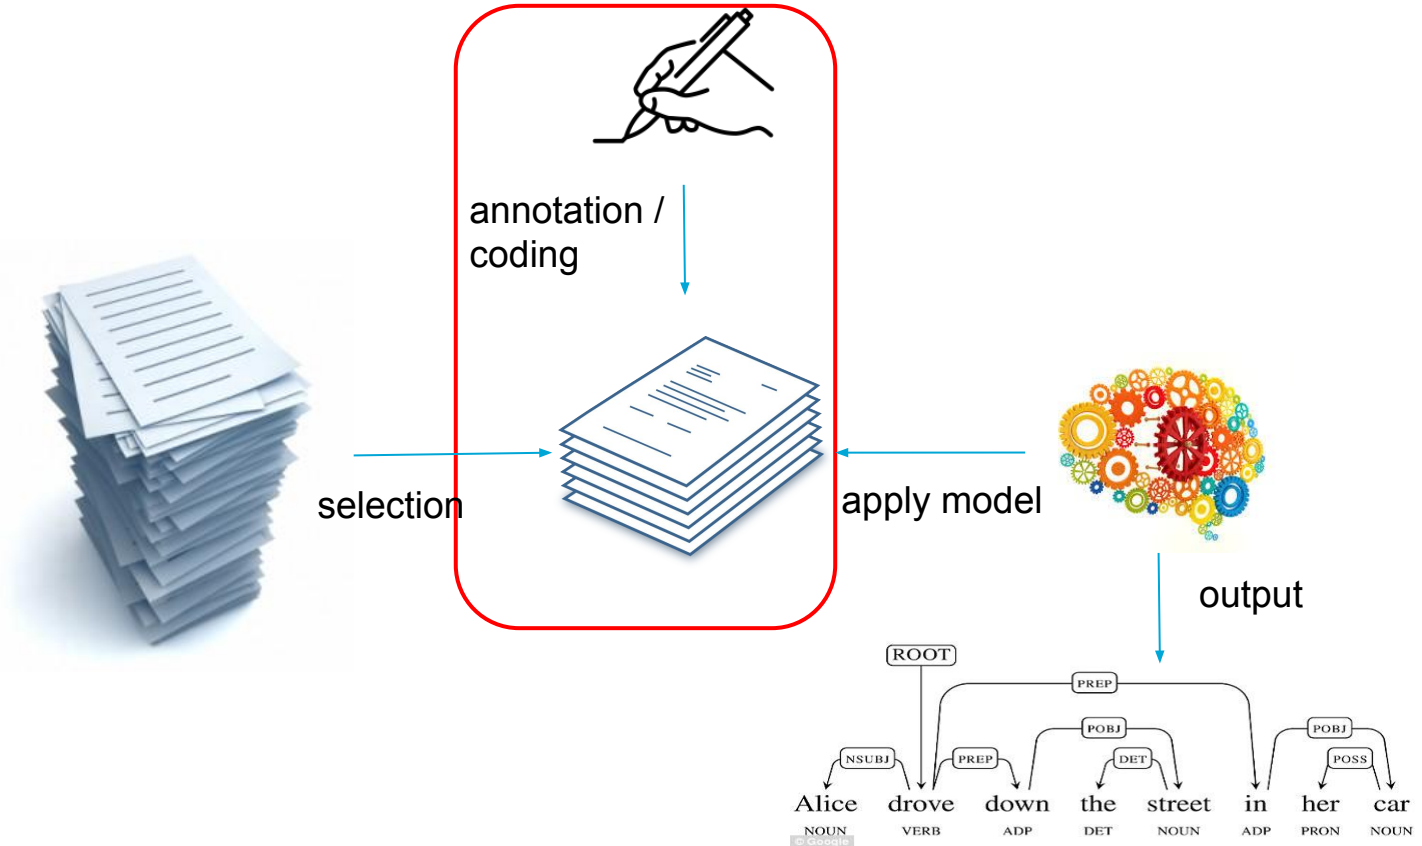 annotation /
coding
selection
apply model
output
ROOT
PREP
POBJ
POBJ
NSUBJ
PREP
DET
POSS
Alice drove down the street in her car
NOUN VERB ADP DET NOUN ADP PRON NOUN
© Google